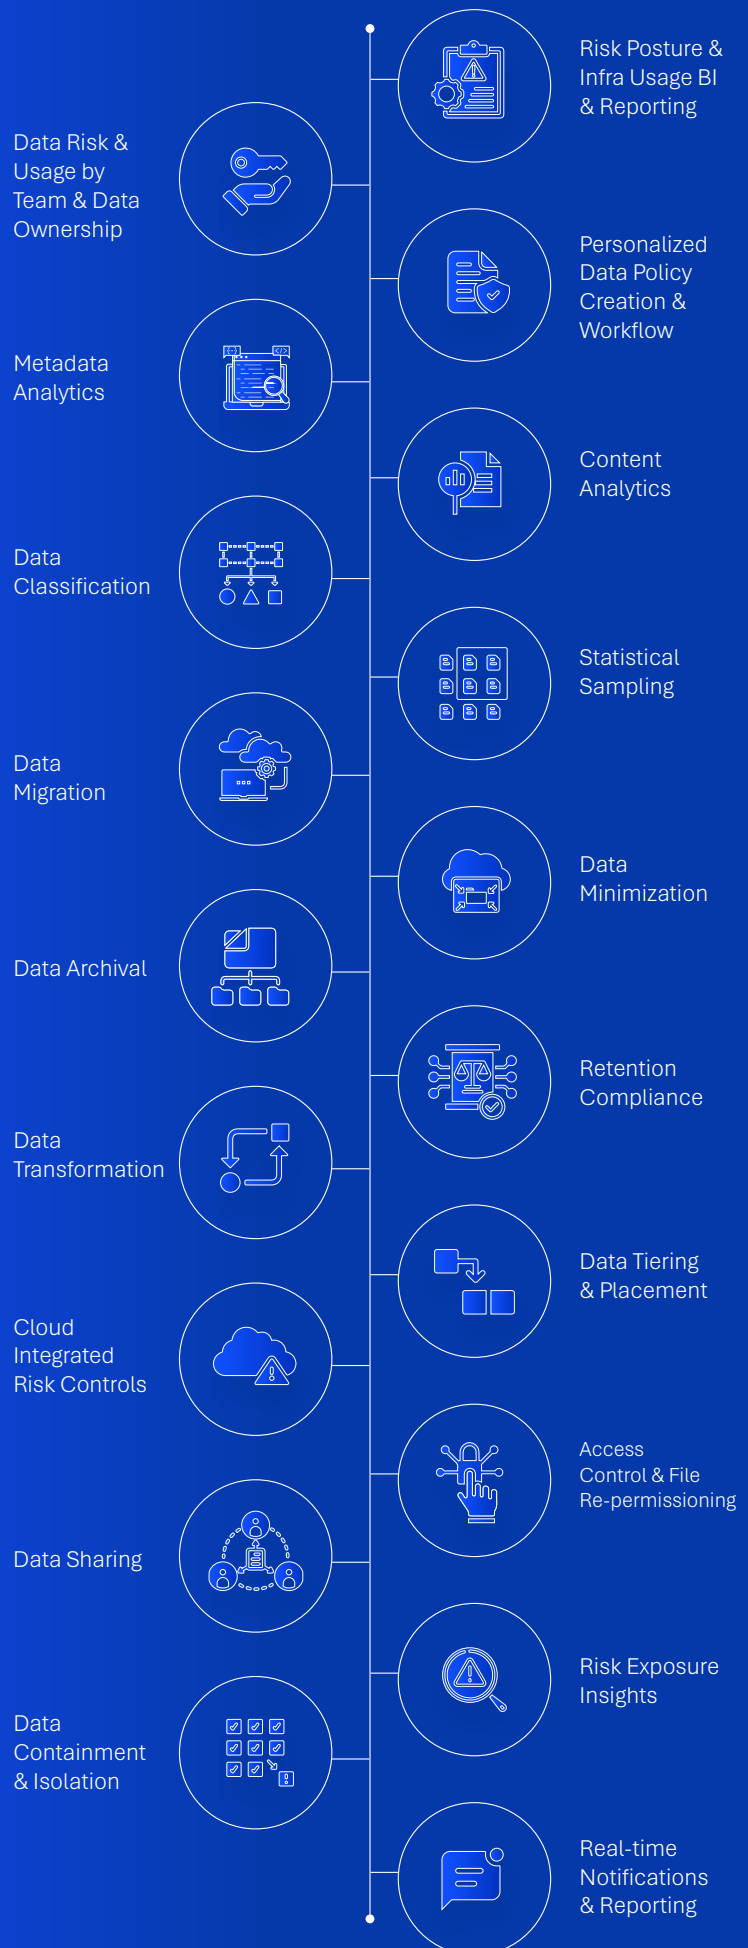 Risk Posture &
Infra Usage BI
& Reporting
Data Risk &
Usage by
Team & Data
Ownership
Personalized
Data Policy
Creation &
Workflow
Metadata
Analytics
Content
Analytics
Data
Classification
Statistical
Sampling
Data
Migration
Data
Minimization
Data Archival
Retention
Compliance
Data
Transformation
Data Tiering
& Placement
Cloud
Integrated
Risk Controls
Access
Control & File
Re-permissioning
Data Sharing
Risk Exposure
Insights
Data
Containment
& Isolation
Real-time
Notifications
& Reporting